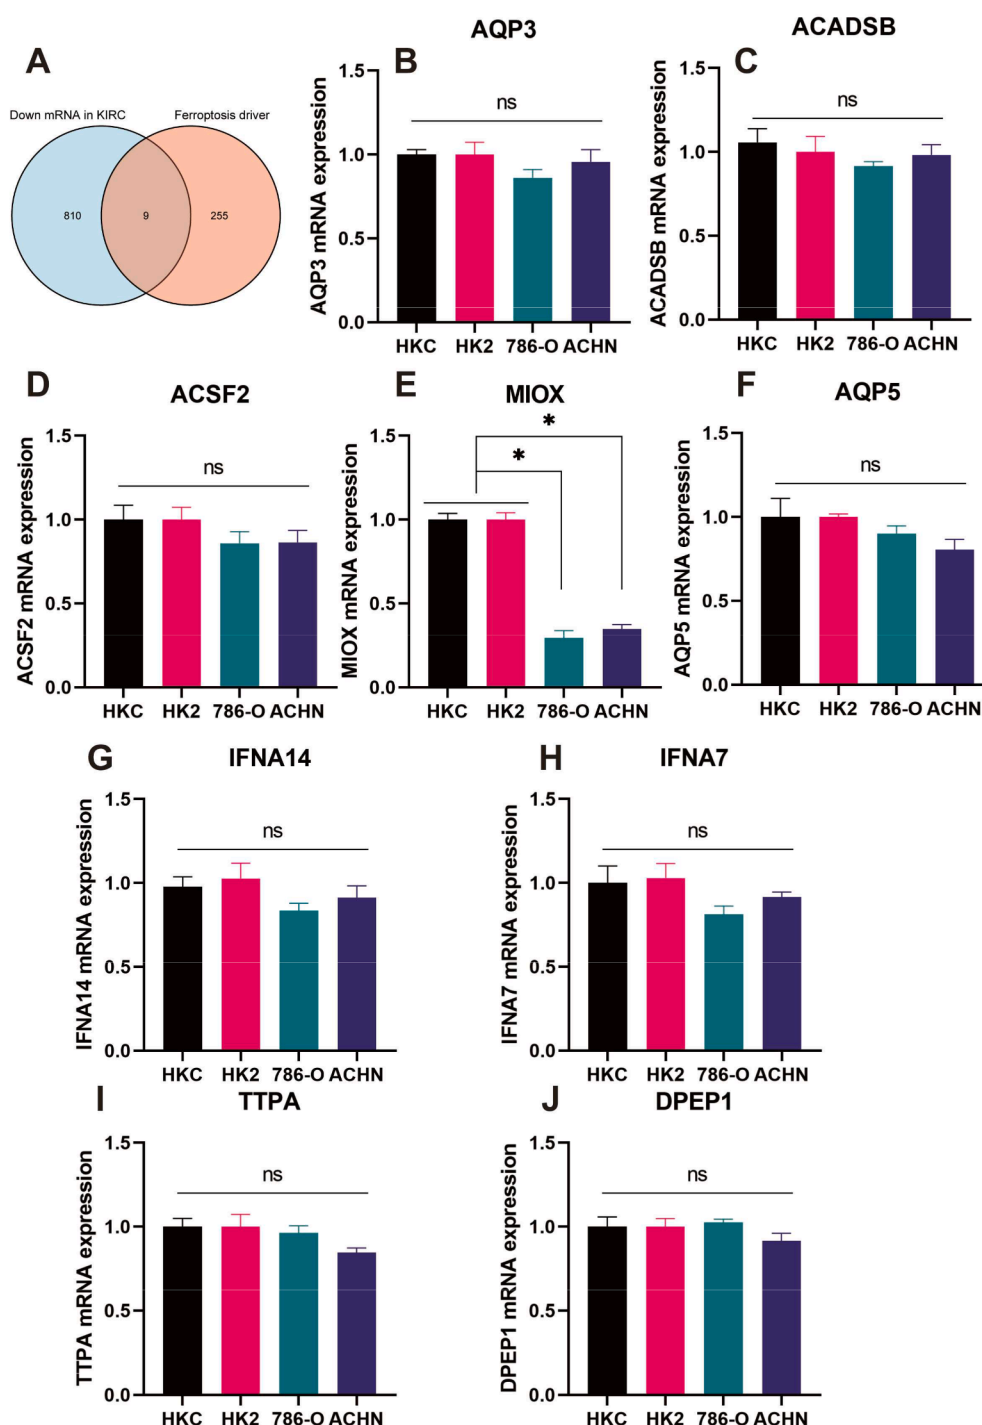 A
Down mRNA in KIRC
Ferroptosis driver
810
9
255
B
AQP3
AQP3 mRNA expression
1.5
1.0
0.5
0.0
ns
HKC HK2 786-O ACHN
C
ACADSB
ACADSB mRNA expression
1.5
1.0
0.5
0.0
ns
HKC HK2 786-O ACHN
D
ACSF2
ACSF2 mRNA expression
1.5
1.0
0.5
0.0
ns
HKC HK2 786-O ACHN
E
MIOX
MIOX mRNA expression
1.5
1.0
0.5
0.0
*
*
HKC HK2 786-O ACHN
F
AQP5
AQP5 mRNA expression
1.5
1.0
0.5
0.0
ns
HKC HK2 786-O ACHN
G
IFNA14
IFNA14 mRNA expression
1.5
1.0
0.5
0.0
ns
HKC HK2 786-O ACHN
H
IFNA7
IFNA7 mRNA expression
1.5
1.0
0.5
0.0
ns
HKC HK2 786-O ACHN
I
TTPA
TTPA mRNA expression
1.5
1.0
0.5
0.0
ns
HKC HK2 786-O ACHN
J
DPEP1
DPEP1 mRNA expression
1.5
1.0
0.5
0.0
ns
HKC HK2 786-O ACHN